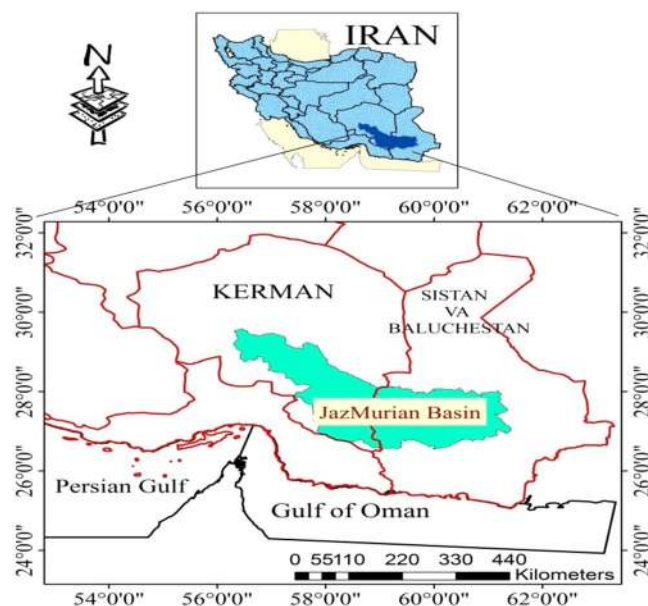 IRAN
N
54°0'0" 56°0'0" 58°0'0" 60°0'0" 62°0'0"
32°0'0"
30°0'0"
28°0'0"
26°0'0"
24°0'0"
KERMAN
SISTAN
VA
BALUCHESTAN
JazMurian Basin
Persian Gulf
Gulf of Oman
32°0'0"
30°0'0"
28°0'0"
26°0'0"
24°0'0"
0 55110 220 330 440
Kilometers
54°0'0" 56°0'0" 58°0'0" 60°0'0" 62°0'0"